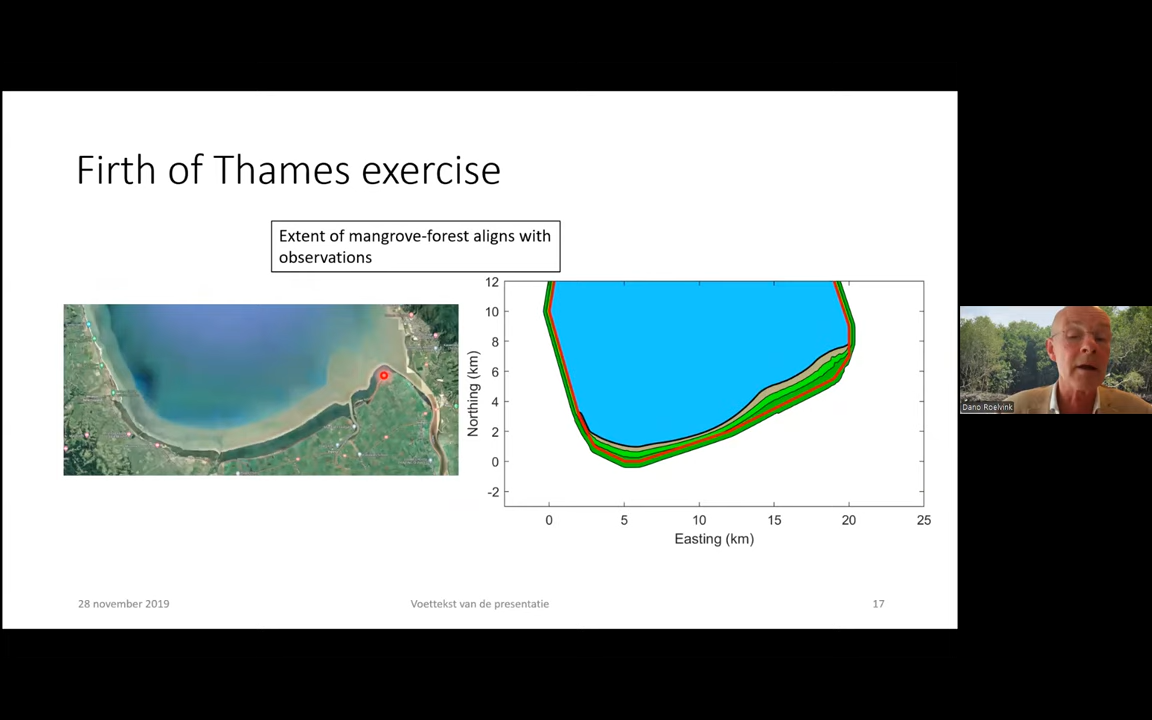 Firth of Thames exercise
Extent of mangrove-forest aligns with
observations
12
10
8
6
4
2
0
-2
Northing (km)
0 5 10 15 20 25
Easting (km)
Dano Roelvink
28 november 2019 Voettekst van de presentatie 17